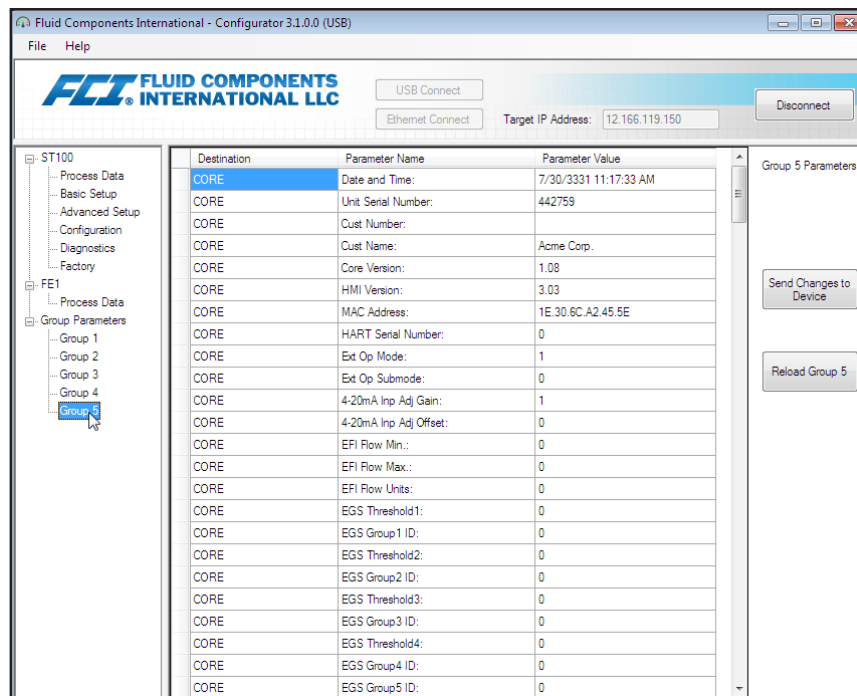 Fluid Components International - Configurator 3.1.0.0 (USB)
File Help
FCI FLUID COMPONENTS
® INTERNATIONAL LLC
USB Connect
Ethernet Connect Target IP Address: 12.166.119.150
Disconnect
ST100
Process Data
Basic Setup
Advanced Setup
Configuration
Diagnostics
Factory
FE1
Process Data
Group Parameters
Group 1
Group 2
Group 3
Group 4
Group 5
Destination Parameter Name Parameter Value
CORE Date and Time: 7/30/3331 11:17:33 AM
CORE Unit Serial Number: 442759
CORE Cust Number:
CORE Cust Name: Acme Corp.
CORE Core Version: 1.08
CORE HMI Version: 3.03
CORE MAC Address: 1E.30.6C.A2.45.5E
CORE HART Serial Number: 0
CORE Ext Op Mode: 1
CORE Ext Op Submode: 0
CORE 4-20mA Inp Adj Gain: 1
CORE 4-20mA Inp Adj Offset: 0
CORE EFI Flow Min.: 0
CORE EFI Flow Max.: 0
CORE EFI Flow Units: 0
CORE EGS Threshold1: 0
CORE EGS Group1 ID: 0
CORE EGS Threshold2: 0
CORE EGS Group2 ID: 0
CORE EGS Threshold3: 0
CORE EGS Group3 ID: 0
CORE EGS Threshold4: 0
CORE EGS Group4 ID: 0
CORE EGS Group5 ID: 0
Group 5 Parameters
Send Changes to
Device
Reload Group 5